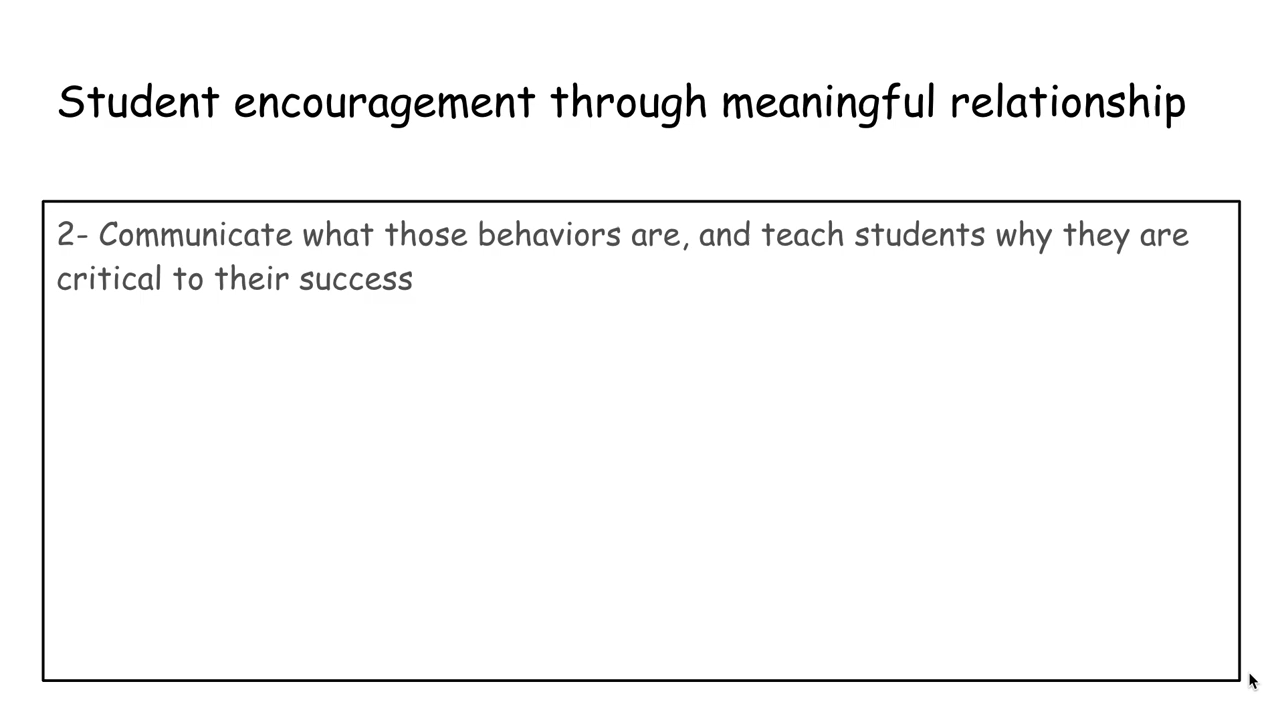 Student encouragement through meaningful relationship
2- Communicate what those behaviors are, and teach students why they are
critical to their success